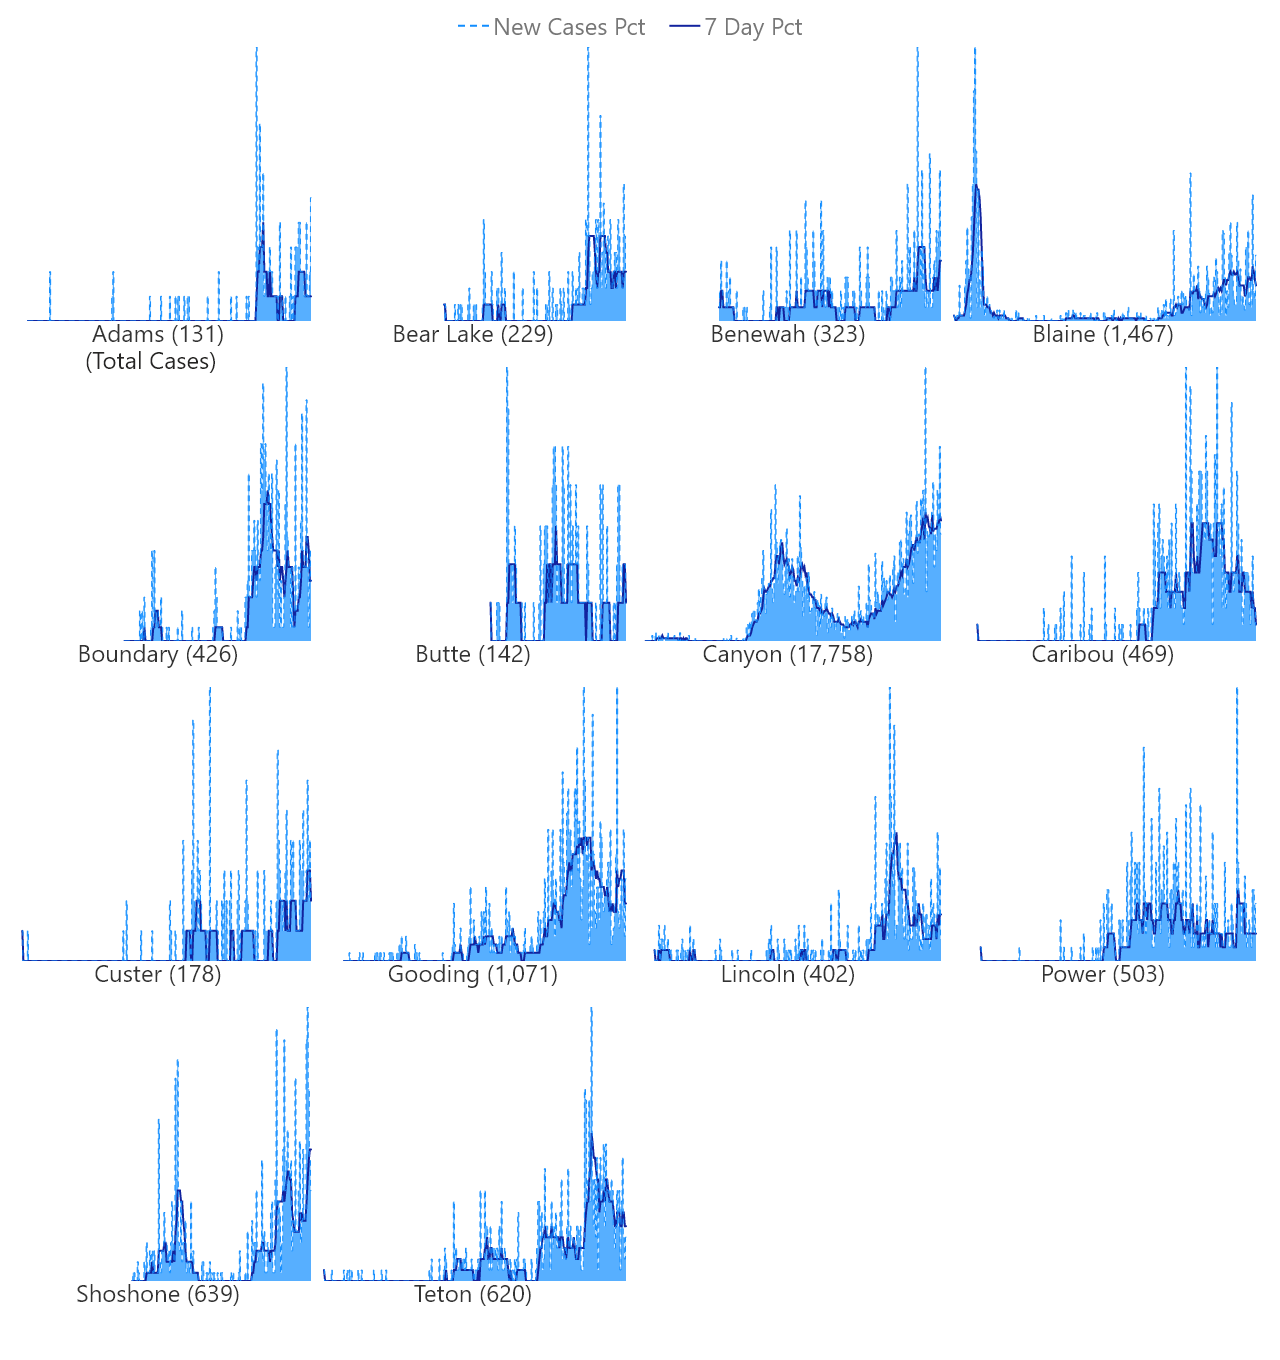 New Cases Pct 7 Day Pct
Adams (131)
(Total Cases)
Bear Lake (229)
Benewah (323)
Blaine (1,467)
Boundary (426)
Butte (142)
Canyon (17,758)
Caribou (469)
Custer (178)
Gooding (1,071)
Lincoln (402)
Power (503)
Shoshone (639)
Teton (620)